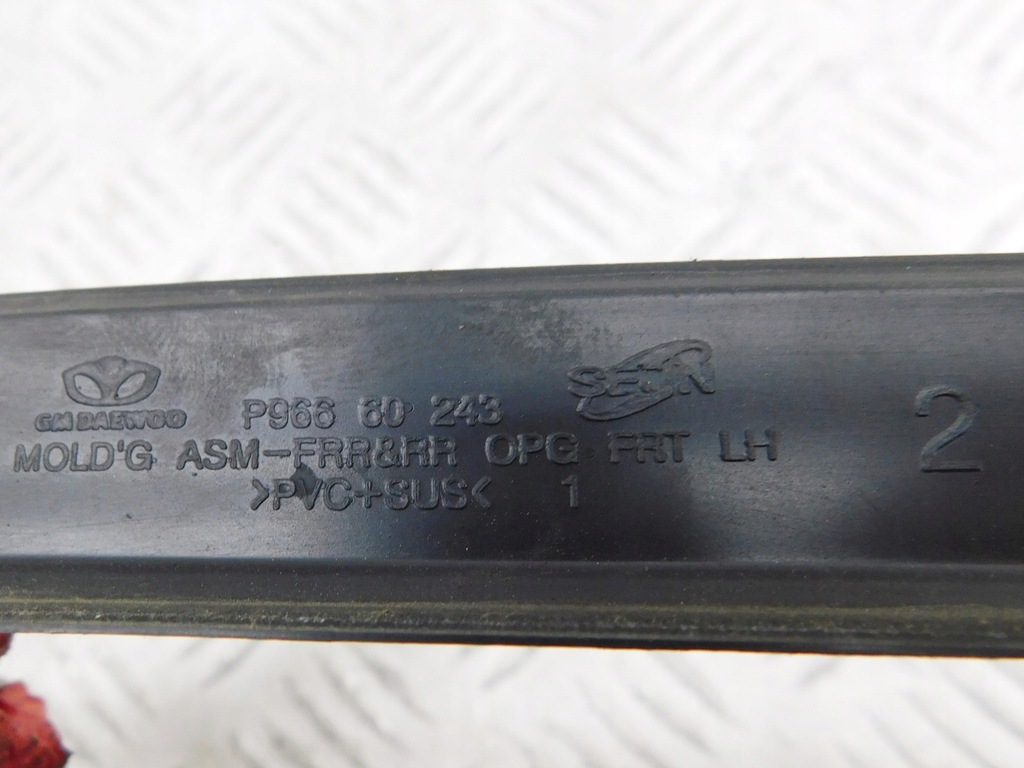 GM DAEWOO
P966 60 243
MOLD'G ASM-FRR&RR OPG FRT LH
>PVC+SUS< 1
2